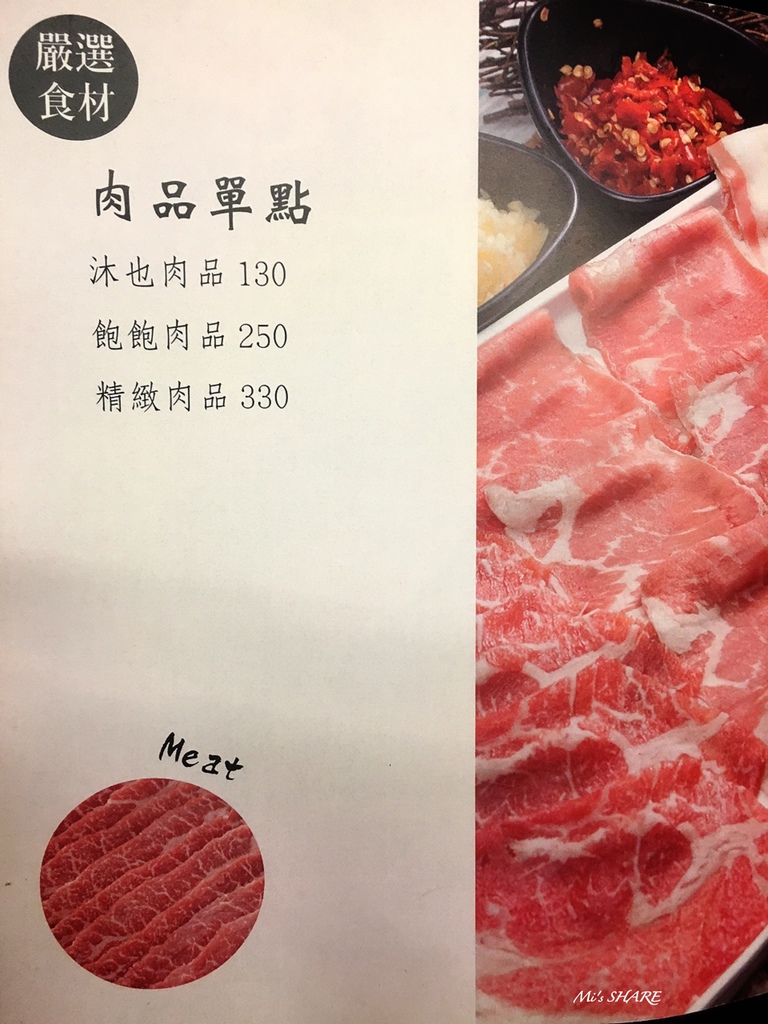 嚴選
食材
肉品單點
沐也肉品 130
飽飽肉品 250
精緻肉品 330
Meat
Mi's SHARE